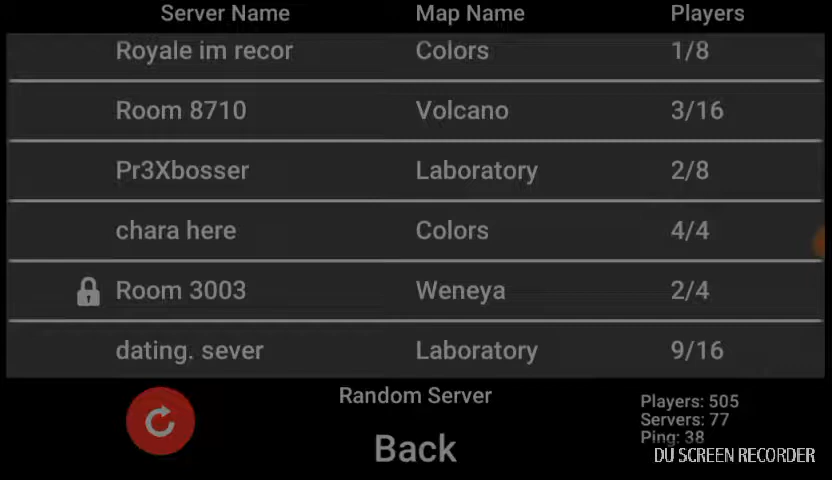 Server Name Map Name Players
Royale im recor Colors 1/8
Room 8710 Volcano 3/16
Pr3Xbosser Laboratory 2/8
chara here Colors 4/4
Room 3003 Weneya 2/4
dating. sever Laboratory 9/16
Random Server
Players: 505
Servers: 77
Ping: 38
Back
DU SCREEN RECORDER